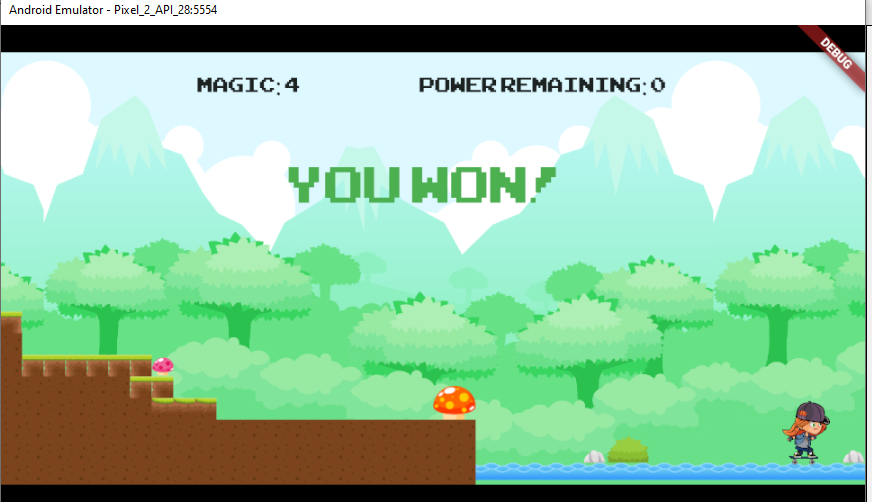 Android Emulator - Pixel_2_API_28:5554
DEBUG
MAGIC: 4 POWER REMAINING: 0
YOU WON!